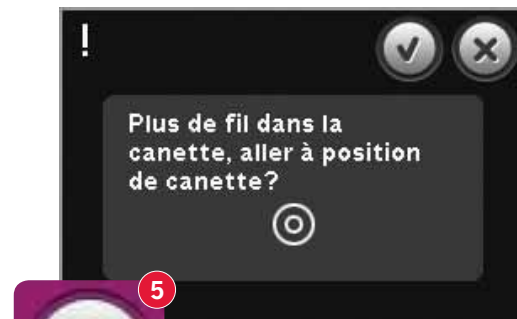 !
Plus de fil dans la
canette, aller à position
de canette?
5